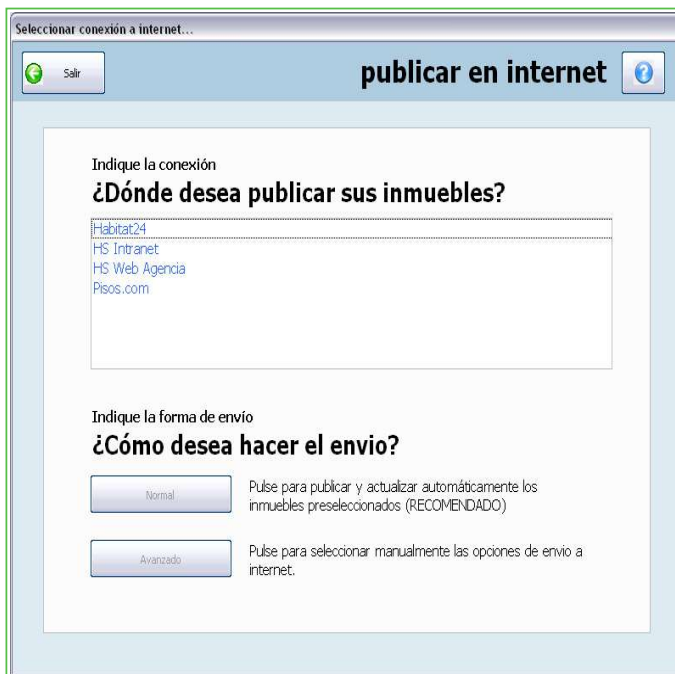 Seleccionar conexión a internet...
Salir
publicar en internet
?
Indique la conexión
¿Dónde desea publicar sus inmuebles?
Habitat24
HS Intranet
HS Web Agencia
Pisos.com
Indique la forma de envío
¿Cómo desea hacer el envio?
Normal
Pulse para publicar y actualizar automáticamente los
inmuebles preseleccionados (RECOMENDADO)
Avanzado
Pulse para seleccionar manualmente las opciones de envio a
internet.